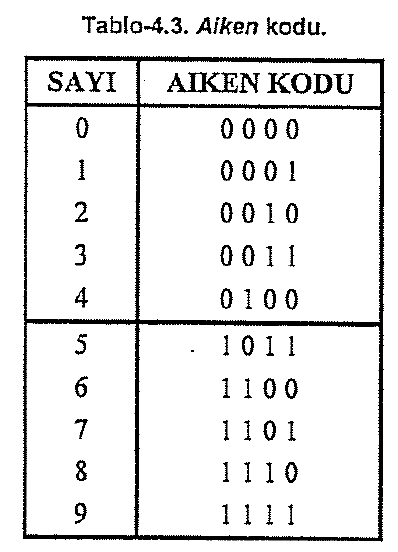 Tablo-4.3. Aiken kodu.
SAYI AIKEN KODU
0 0 0 0 0
1 0 0 0 1
2 0 0 1 0
3 0 0 1 1
4 0 1 0 0
5 1 0 1 1
6 1 1 0 0
7 1 1 0 1
8 1 1 1 0
9 1 1 1 1